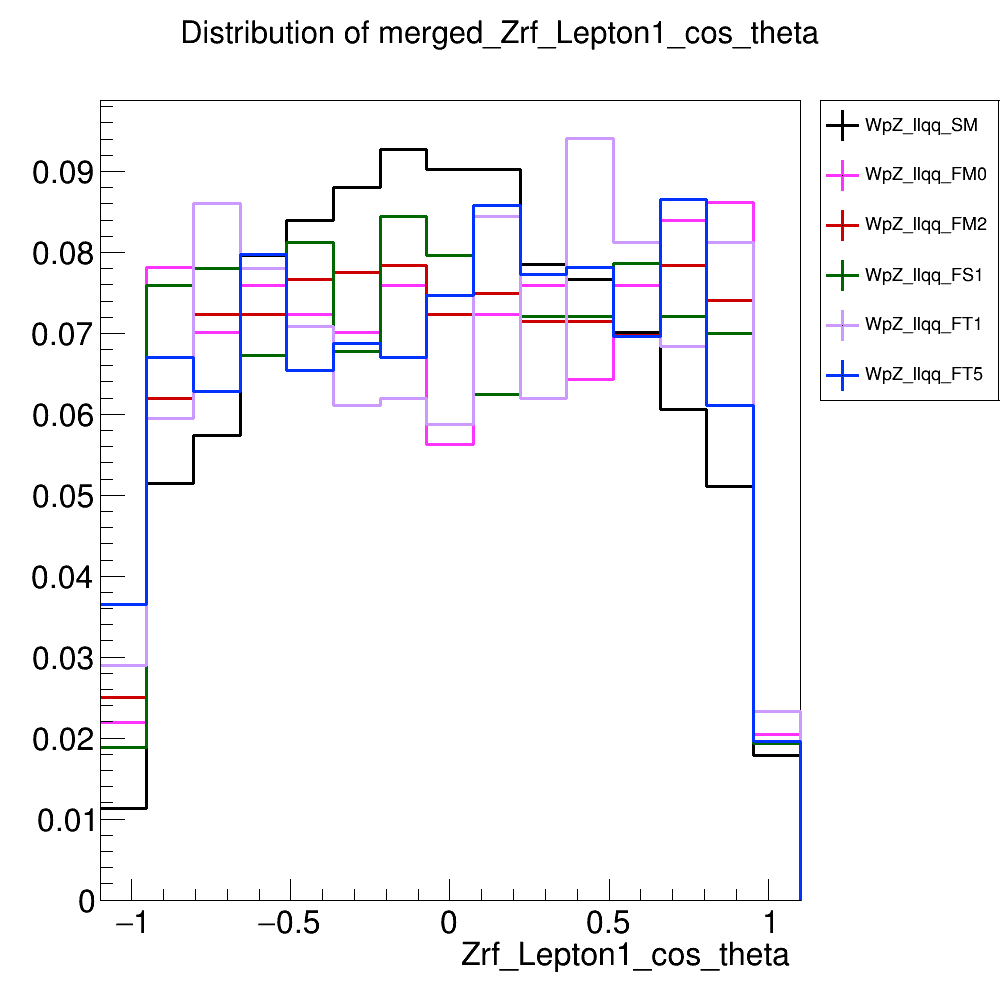 Distribution of merged_Zrf_Lepton1_cos_theta
WpZ_llqq_SM
WpZ_llqq_FM0
WpZ_llqq_FM2
WpZ_llqq_FS1
WpZ_llqq_FT1
WpZ_llqq_FT5
0.09
0.08
0.07
0.06
0.05
0.04
0.03
0.02
0.01
0
−1 −0.5 0 0.5 1
Zrf_Lepton1_cos_theta